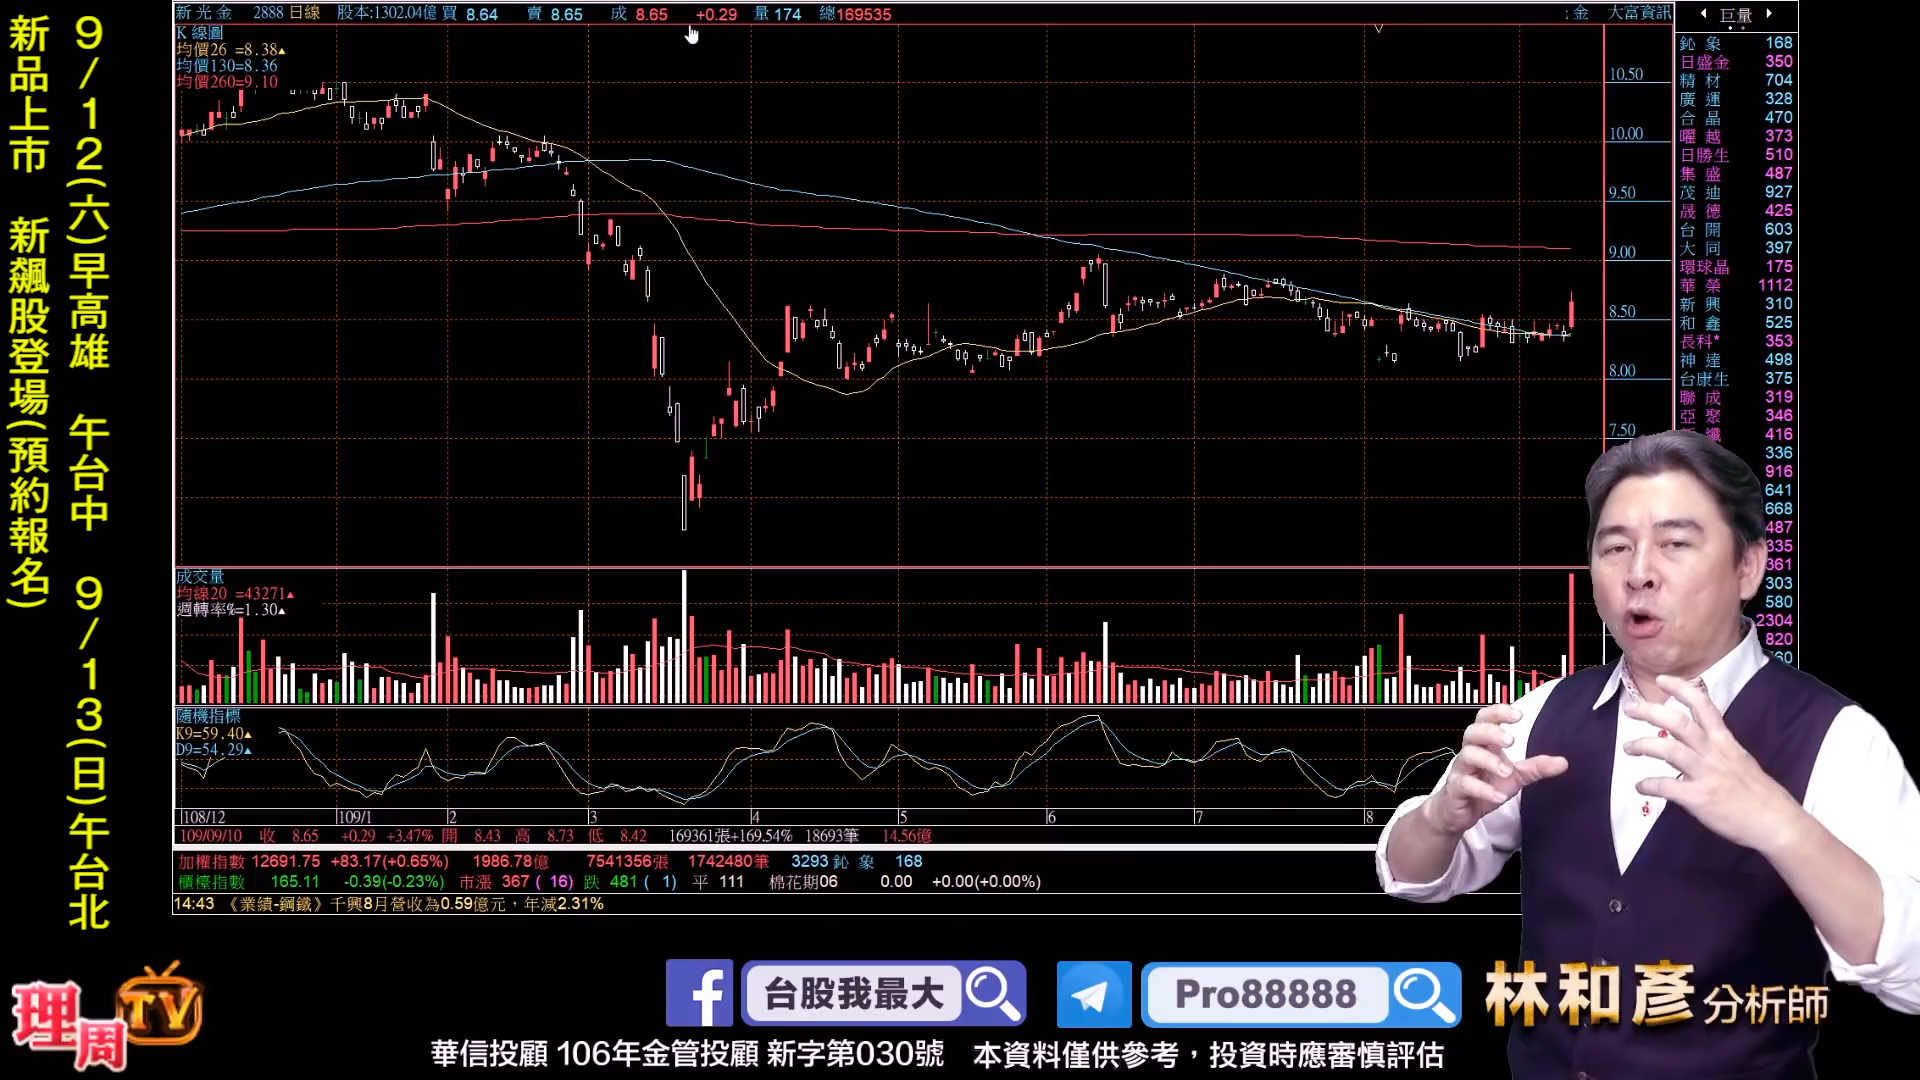 9/12(六)早高雄　午台中　9/13(日)午台北
新品上市　新飆股登場(預約報名)
新光金 2888 日線 股本:1302.04億 買 8.64 賣 8.65 成 8.65 +0.29 量 174 總169535 :金 大富資訊
K 線圖
均價26 =8.38▲
均價130=8.36
均價260=9.10
10.50
10.00
9.50
9.00
8.50
8.00
7.50
成交量
均線20 =43271▲
週轉率%=1.30▲
隨機指標
K9=59.40▲
D9=54.29▲
108/12 109/1 2 3 4 5 6 7 8
109/09/10 收 8.65 +0.29 +3.47% 開 8.43 高 8.73 低 8.42 169361張+169.54% 18693筆 14.56億
加權指數 12691.75 +83.17(+0.65%) 1986.78億 7541356張 1742480筆 3293 鈊象 168
櫃檯指數 165.11 -0.39(-0.23%) 市漲 367 ( 16) 跌 481 ( 1) 平 111 棉花期06 0.00 +0.00(+0.00%)
14:43 《業績-鋼鐵》千興8月營收為0.59億元，年減2.31%
巨量
鈊象 168
日盛金 350
精材 704
廣運 328
合晶 470
曜越 373
日勝生 510
集盛 487
茂迪 927
晟德 425
台開 603
大同 397
環球晶 175
華榮 1112
新興 310
和鑫 525
長科* 353
神達 498
台康生 375
聯成 319
亞聚 346
416
336
916
641
668
487
335
361
303
580
2304
820
理周TV
台股我最大
Pro88888
林和彥 分析師
華信投顧 106年金管投顧 新字第030號　本資料僅供參考，投資時應審慎評估